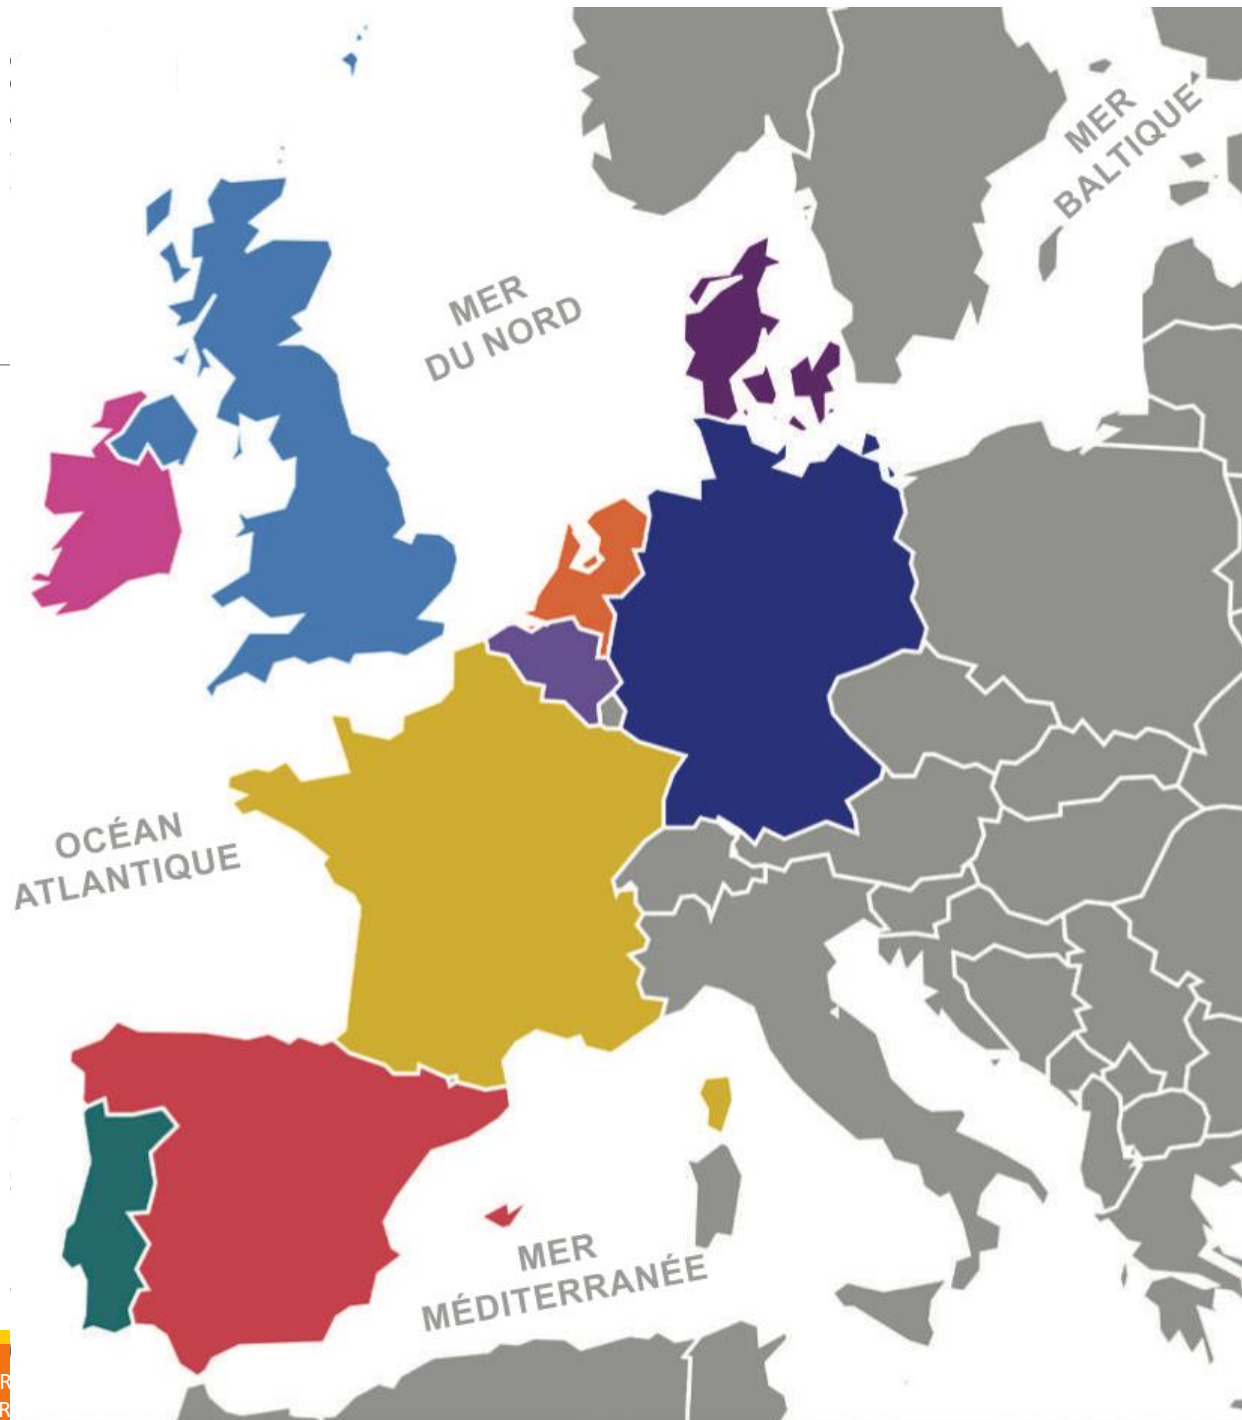 MER
BALTIQUE
MER
DU NORD
OCÉAN
ATLANTIQUE
MER
MÉDITERRANÉE
R
R